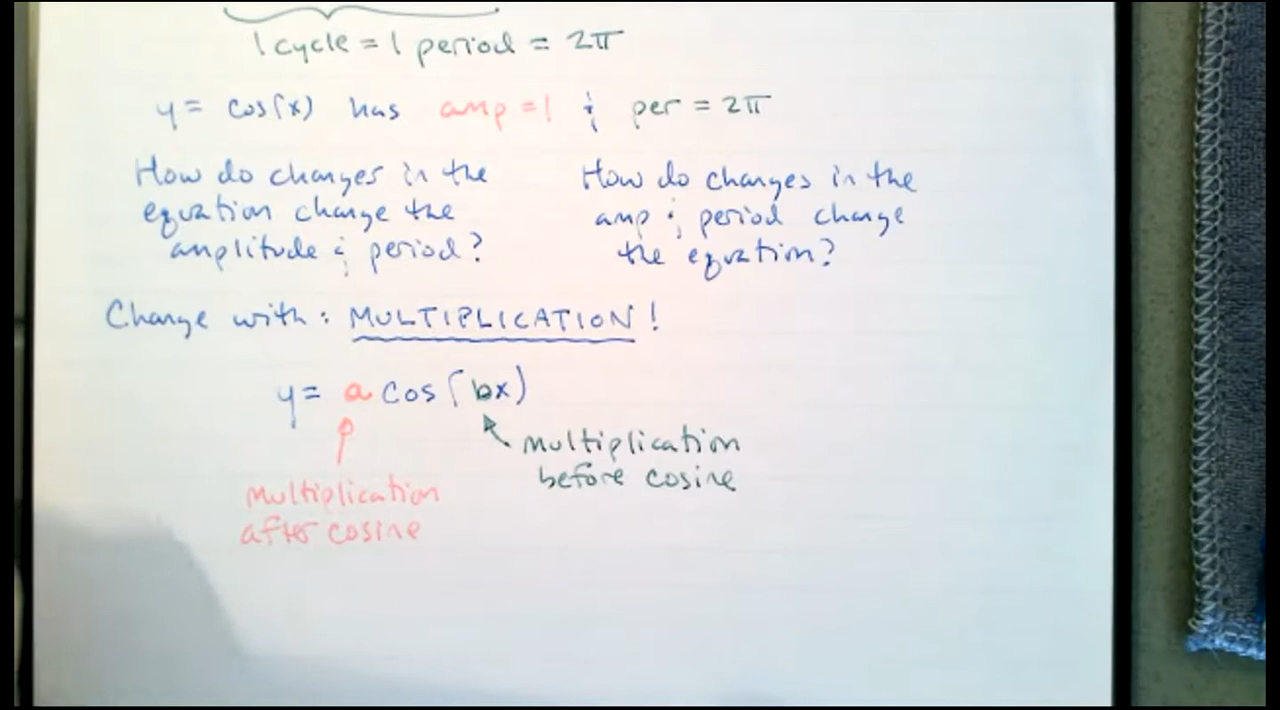 1 cycle = 1 period = 2π
y = cos(x) has amp = 1 & per = 2π
How do changes in the
equation change the
amplitude & period?
How do changes in the
amp & period change
the equation?
Change with: MULTIPLICATION!
y = a cos(bx)
multiplication
before cosine
multiplication
after cosine